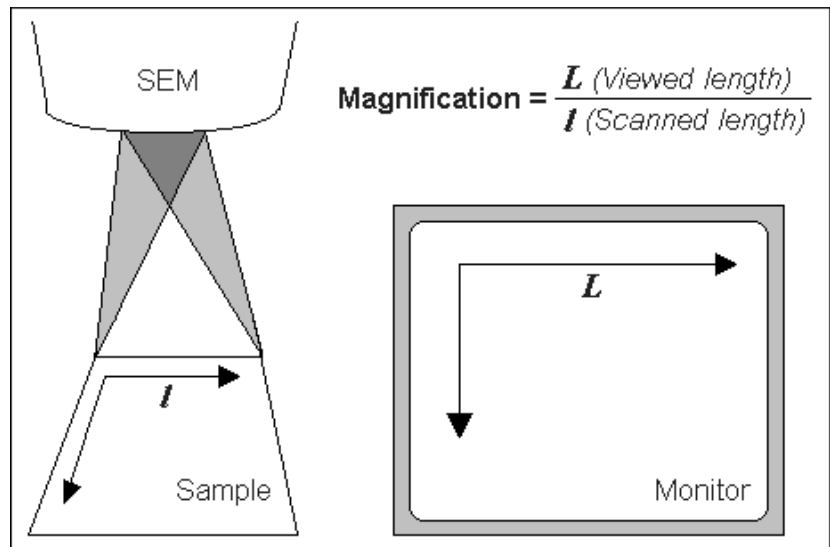 SEM
Magnification = L (Viewed length)
l (Scanned length)
L
l
Sample
Monitor